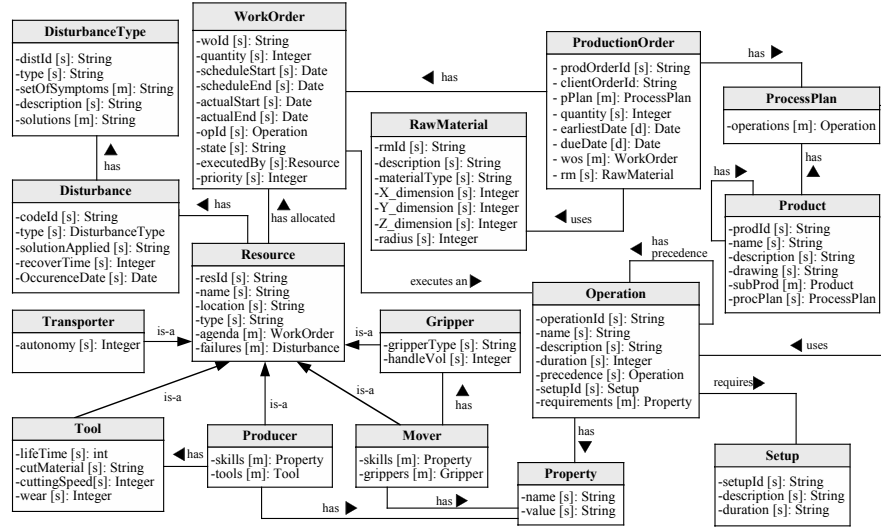 WorkOrder
-woId [s]: String
-quantity [s]: Integer
-scheduleStart [s]: Date
-scheduleEnd [s]: Date
-actualStart [s]: Date
-actualEnd [s]: Date
-opId [s]: Operation
-state [s]: String
-executedBy [s]:Resource
-priority [s]: Integer
DisturbanceType
-distId [s]: String
-type [s]: String
-setOfSymptoms [m]: String
-description [s]: String
-solutions [m]: String
has
ProductionOrder
- prodOrderId [s]: String
- clientOrderId: String
- pPlan [m]: ProcessPlan
- quantity [s]: Integer
- earliestDate [d]: Date
- dueDate [d]: Date
- wos [m]: WorkOrder
- rm [s]: RawMaterial
has
ProcessPlan
-operations [m]: Operation
RawMaterial
-rmId [s]: String
-description [s]: String
-materialType [s]: String
-X_dimension [s]: Integer
-Y_dimension [s]: Integer
-Z_dimension [s]: Integer
-radius [s]: Integer
has
has
has
Disturbance
-codeId [s]: String
-type [s]: DisturbanceType
-solutionApplied [s]: String
-recoverTime [s]: Integer
-OccurenceDate [s]: Date
has
has allocated
uses
Product
-prodId [s]: String
-name [s]: String
-description [s]: String
-drawing [s]: String
-subProd [m]: Product
-procPlan [s]: ProcessPlan
Resource
-resId [s]: String
-name [s]: String
-location [s]: String
-type [s]: String
-agenda [m]: WorkOrder
-failures [m]: Disturbance
has
precedence
executes an
Operation
-operationId [s]: String
-name [s]: String
-description [s]: String
-duration [s]: Integer
-precedence [s]: Operation
-setupId [s]: Setup
-requirements [m]: Property
Transporter
-autonomy [s]: Integer
is-a
is-a
Gripper
-gripperType [s]: String
-handleVol [s]: Integer
uses
requires
is-a
is-a
is-a
has
has
Tool
-lifeTime [s]: int
-cutMaterial [s]: String
-cuttingSpeed[s]: Integer
-wear [s]: Integer
has
Producer
-skills [m]: Property
-tools [m]: Tool
Mover
-skills [m]: Property
-grippers [m]: Gripper
has
has
Property
-name [s]: String
-value [s]: String
Setup
-setupId [s]: String
-description [s]: String
-duration [s]: String